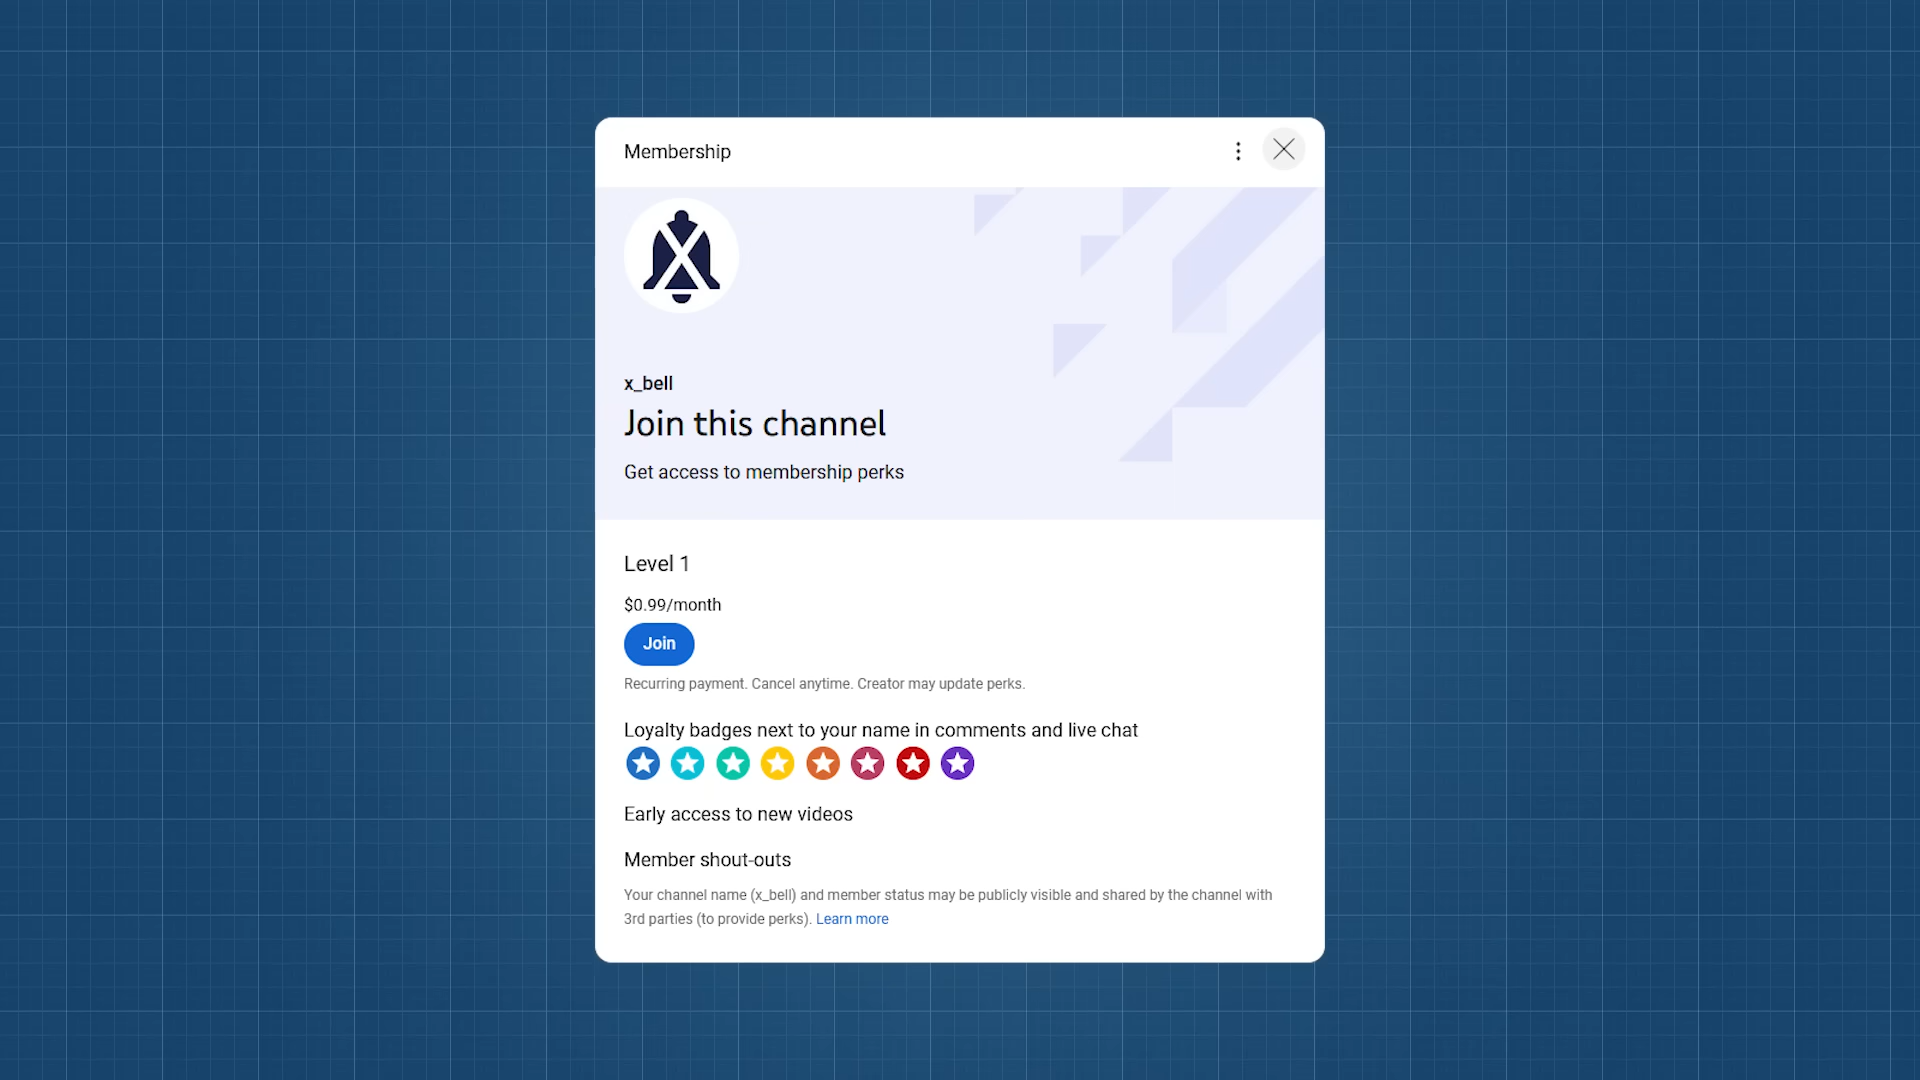 Membership
x_bell
Join this channel
Get access to membership perks
Level 1
$0.99/month
Join
Recurring payment. Cancel anytime. Creator may update perks.
Loyalty badges next to your name in comments and live chat
Early access to new videos
Member shout-outs
Your channel name (x_bell) and member status may be publicly visible and shared by the channel with
3rd parties (to provide perks). Learn more